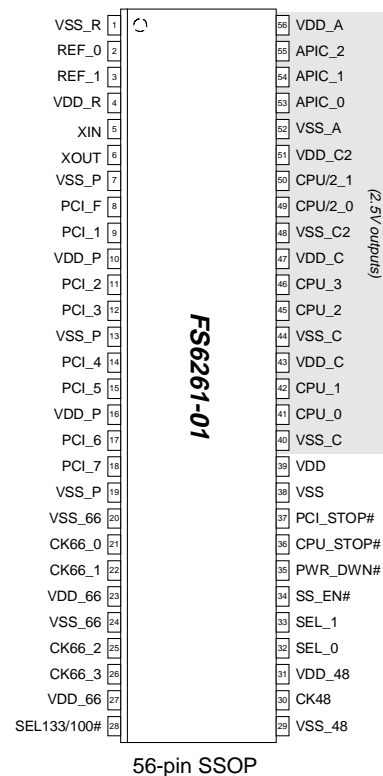 VSS_R 1 56 VDD_A
REF_0 2 55 APIC_2
REF_1 3 54 APIC_1
VDD_R 4 53 APIC_0
XIN 5 52 VSS_A
XOUT 6 51 VDD_C2
VSS_P 7 50 CPU/2_1
PCI_F 8 49 CPU/2_0
PCI_1 9 48 VSS_C2
VDD_P 10 47 VDD_C
PCI_2 11 46 CPU_3
PCI_3 12 45 CPU_2
VSS_P 13 44 VSS_C
PCI_4 14 43 VDD_C
PCI_5 15 42 CPU_1
VDD_P 16 41 CPU_0
PCI_6 17 40 VSS_C
PCI_7 18 39 VDD
VSS_P 19 38 VSS
VSS_66 20 37 PCI_STOP#
CK66_0 21 36 CPU_STOP#
CK66_1 22 35 PWR_DWN#
VDD_66 23 34 SS_EN#
VSS_66 24 33 SEL_1
CK66_2 25 32 SEL_0
CK66_3 26 31 VDD_48
VDD_66 27 30 CK48
SEL133/100# 28 29 VSS_48
FS6261-01
(2.5V outputs)
56-pin SSOP